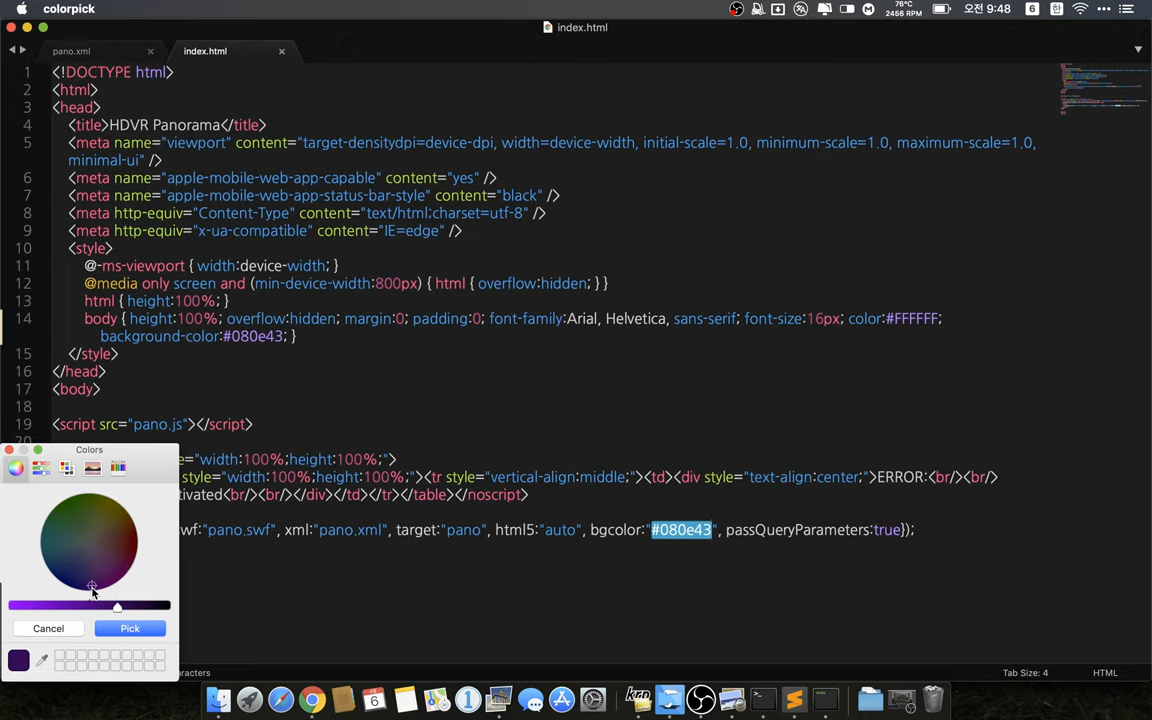 colorpick
76°C
2456 RPM
오전 9:48
6
한
index.html
pano.xml
index.html
1 <!DOCTYPE html>
2 <html>
3 <head>
4 <title>HDVR Panorama</title>
5 <meta name="viewport" content="target-densitydpi=device-dpi, width=device-width, initial-scale=1.0, minimum-scale=1.0, maximum-scale=1.0,
minimal-ui" />
6 <meta name="apple-mobile-web-app-capable" content="yes" />
7 <meta name="apple-mobile-web-app-status-bar-style" content="black" />
8 <meta http-equiv="Content-Type" content="text/html;charset=utf-8" />
9 <meta http-equiv="x-ua-compatible" content="IE=edge" />
10 <style>
11 @-ms-viewport { width:device-width; }
12 @media only screen and (min-device-width:800px) { html { overflow:hidden; } }
13 html { height:100%; }
14 body { height:100%; overflow:hidden; margin:0; padding:0; font-family:Arial, Helvetica, sans-serif; font-size:16px; color:#FFFFFF;
background-color:#080e43; }
15 </style>
16 </head>
17 <body>
18
19 <script src="pano.js"></script>
20
Colors
e="width:100%;height:100%;">
style="width:100%;height:100%;"><tr style="vertical-align:middle;"><td><div style="text-align:center;">ERROR:<br/><br/>
tivated<br/><br/></div></td></tr></table></noscript>
swf:"pano.swf", xml:"pano.xml", target:"pano", html5:"auto", bgcolor:"#080e43", passQueryParameters:true});
Cancel
Pick
aracters
Tab Size: 4
HTML
6